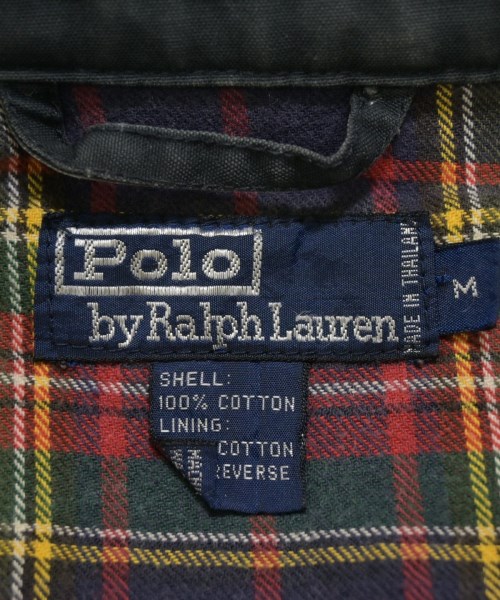 Polo
by Ralph Lauren
MADE IN THAILAND
M
SHELL:
100% COTTON
LINING:
COTTON
REVERSE